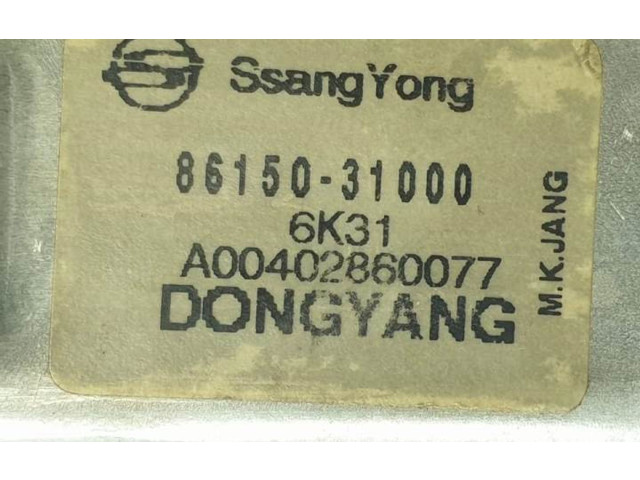 SsangYong
86150-31000
6K31
A00402860077
DONGYANG
M.K.JANG